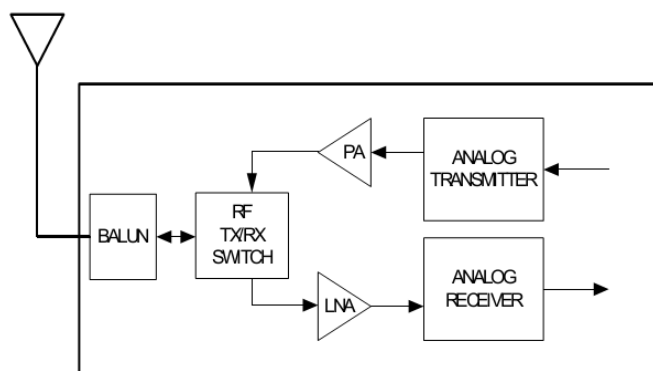 PA
ANALOG
TRANSMITTER
BALUN
RF
TX/RX
SWITCH
LNA
ANALOG
RECEIVER